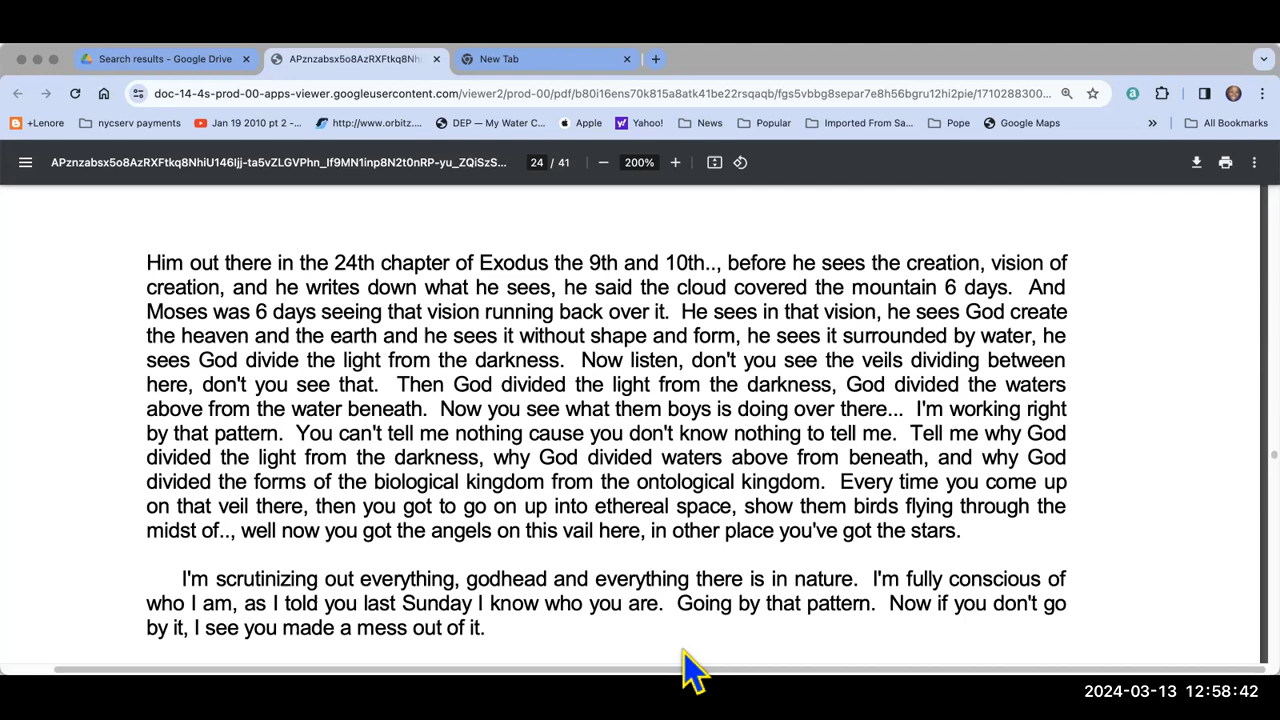 Search results - Google Drive
APznzabsx5o8AzRXFtkq8Nh
New Tab
doc-14-4s-prod-00-apps-viewer.googleusercontent.com/viewer2/prod-00/pdf/b80i16ens70k815a8atk41be22rsqaqb/fgs5vbbg8separ7e8h56bgru12hi2pie/1710288300...
+Lenore
nycserv payments
Jan 19 2010 pt 2 -...
http://www.orbitz....
DEP — My Water C...
Apple
Yahoo!
News
Popular
Imported From Sa...
Pope
Google Maps
All Bookmarks
APznzabsx5o8AzRXFtkq8NhiU146Ijj-ta5vZLGVPhn_If9MN1inp8N2t0nRP-yu_ZQiSzS...
24 / 41
200%
Him out there in the 24th chapter of Exodus the 9th and 10th.., before he sees the creation, vision of
creation, and he writes down what he sees, he said the cloud covered the mountain 6 days. And
Moses was 6 days seeing that vision running back over it. He sees in that vision, he sees God create
the heaven and the earth and he sees it without shape and form, he sees it surrounded by water, he
sees God divide the light from the darkness. Now listen, don't you see the veils dividing between
here, don't you see that. Then God divided the light from the darkness, God divided the waters
above from the water beneath. Now you see what them boys is doing over there... I'm working right
by that pattern. You can't tell me nothing cause you don't know nothing to tell me. Tell me why God
divided the light from the darkness, why God divided waters above from beneath, and why God
divided the forms of the biological kingdom from the ontological kingdom. Every time you come up
on that veil there, then you got to go on up into ethereal space, show them birds flying through the
midst of.., well now you got the angels on this vail here, in other place you've got the stars.
I'm scrutinizing out everything, godhead and everything there is in nature. I'm fully conscious of
who I am, as I told you last Sunday I know who you are. Going by that pattern. Now if you don't go
by it, I see you made a mess out of it.
2024-03-13 12:58:42